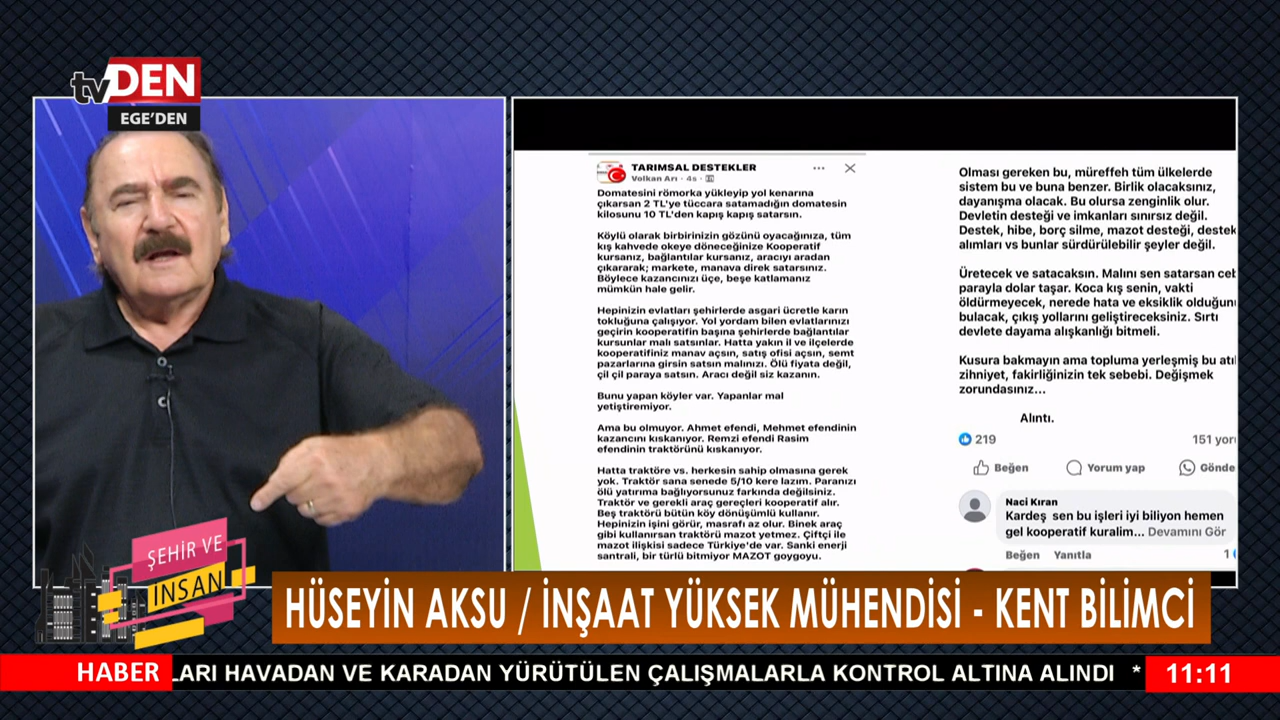 tvDEN
EGE'DEN
TARIMSAL DESTEKLER
Volkan Arı · 4s ·
Domatesini römorka yükleyip yol kenarına
çıkarsan 2 TL'ye tüccara satamadığın domatesin
kilosunu 10 TL'den kapış kapış satarsın.
Köylü olarak birbirinizin gözünü oyacağınıza, tüm
kış kahvede okeye döneceğinize Kooperatif
kursanız, bağlantılar kursanız, aracıyı aradan
çıkararak; markete, manava direk satarsınız.
Böylece kazancınızı üçe, beşe katlamanız
mümkün hale gelir.
Hepinizin evlatları şehirlerde asgari ücretle karın
tokluğuna çalışıyor. Yol yordam bilen evlatlarınızı
geçirin kooperatifin başına şehirlerde bağlantılar
kursunlar malı satsınlar. Hatta yakın il ve ilçelerde
kooperatifiniz manav açsın, satış ofisi açsın, semt
pazarlarına girsin satsın malınızı. Ölü fiyata değil,
çil çil paraya satsın. Aracı değil siz kazanın.
Bunu yapan köyler var. Yapanlar mal
yetiştiremiyor.
Ama bu olmuyor. Ahmet efendi, Mehmet efendinin
kazancını kıskanıyor. Remzi efendi Rasim
efendinin traktörünü kıskanıyor.
Hatta traktöre vs. herkesin sahip olmasına gerek
yok. Traktör sana senede 5/10 kere lazım. Paranızı
ölü yatırıma bağlıyorsunuz farkında değilsiniz.
Traktör ve gerekli araç gereçleri kooperatif alır.
Beş traktörü bütün köy dönüşümlü kullanır.
Hepinizin işini görür, masrafı az olur. Binek araç
gibi kullanırsan traktörü mazot yetmez. Çiftçi ile
mazot ilişkisi sadece Türkiye'de var. Sanki enerji
santrali, bir türlü bitmiyor MAZOT goygoyu.
Olması gereken bu, müreffeh tüm ülkelerde
sistem bu ve buna benzer. Birlik olacaksınız,
dayanışma olacak. Bu olursa zenginlik olur.
Devletin desteği ve imkanları sınırsız değil.
Destek, hibe, borç silme, mazot desteği, destek
alımları vs bunlar sürdürülebilir şeyler değil.
Üretecek ve satacaksın. Malını sen satarsan ceb
parayla dolar taşar. Koca kış senin, vakti
öldürmeyecek, nerede hata ve eksiklik olduğunu
bulacak, çıkış yollarını geliştireceksiniz. Sırtı
devlete dayama alışkanlığı bitmeli.
Kusura bakmayın ama topluma yerleşmiş bu atıl
zihniyet, fakirliğinizin tek sebebi. Değişmek
zorundasınız...
Alıntı.
219 151 yoru
Beğen Yorum yap Gönde
Naci Kıran
Kardeş sen bu işleri iyi biliyon hemen
gel kooperatif kuralim... Devamını Gör
Beğen Yanıtla 1
ŞEHİR VE
İNSAN
HÜSEYİN AKSU / İNŞAAT YÜKSEK MÜHENDİSİ - KENT BİLİMCİ
HABER LARI HAVADAN VE KARADAN YÜRÜTÜLEN ÇALIŞMALARLA KONTROL ALTINA ALINDI * 11:11